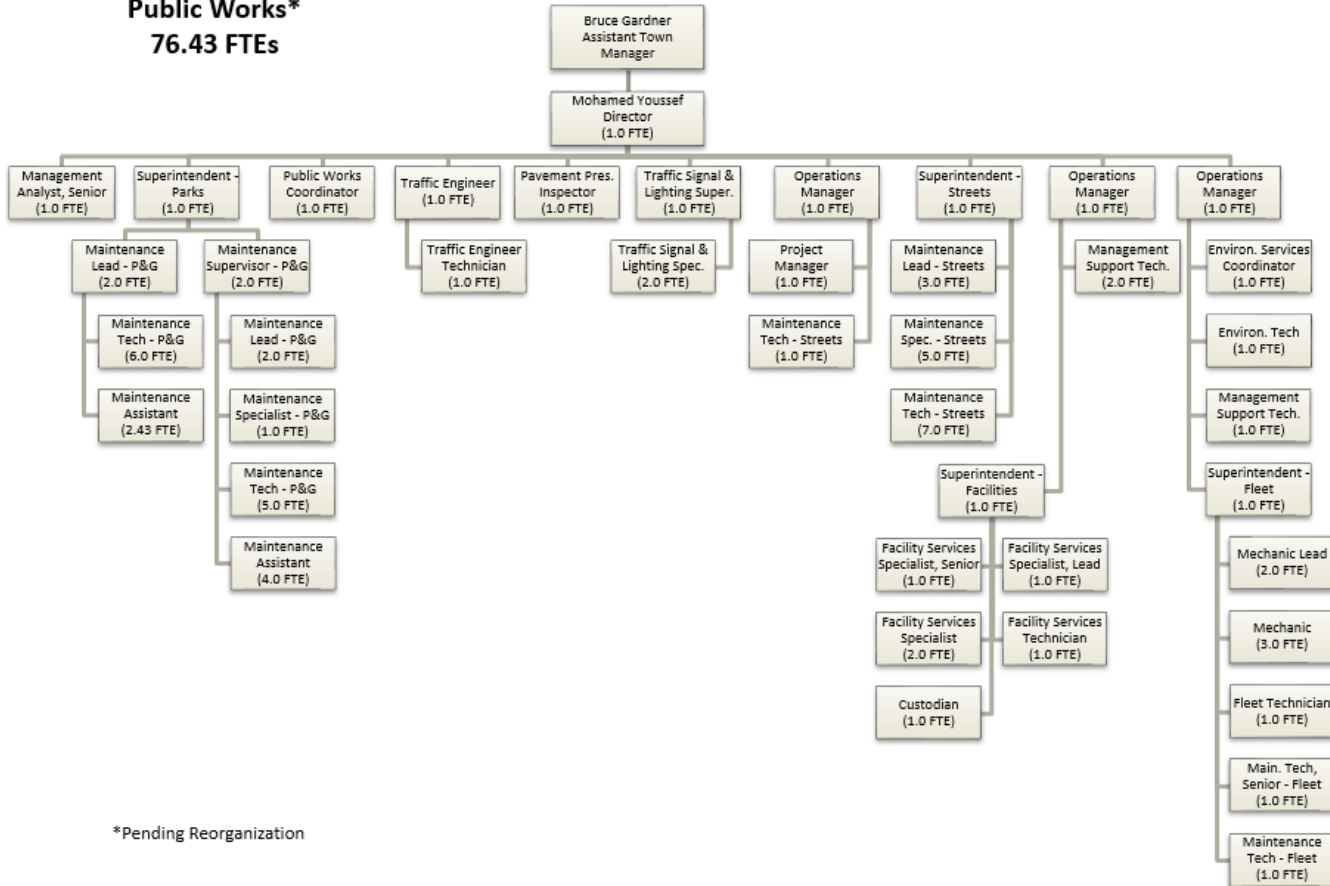 Public Works*
76.43 FTEs
Bruce Gardner
Assistant Town
Manager
Mohamed Youssef
Director
(1.0 FTE)
Management
Analyst, Senior
(1.0 FTE)
Superintendent -
Parks
(1.0 FTE)
Public Works
Coordinator
(1.0 FTE)
Traffic Engineer
(1.0 FTE)
Pavement Pres.
Inspector
(1.0 FTE)
Traffic Signal &
Lighting Super.
(1.0 FTE)
Operations
Manager
(1.0 FTE)
Superintendent -
Streets
(1.0 FTE)
Operations
Manager
(1.0 FTE)
Operations
Manager
(1.0 FTE)
Maintenance
Lead - P&G
(2.0 FTE)
Maintenance
Supervisor - P&G
(2.0 FTE)
Traffic Engineer
Technician
(1.0 FTE)
Traffic Signal &
Lighting Spec.
(2.0 FTE)
Project
Manager
(1.0 FTE)
Maintenance
Lead - Streets
(3.0 FTE)
Management
Support Tech.
(2.0 FTE)
Environ. Services
Coordinator
(1.0 FTE)
Maintenance
Tech - P&G
(6.0 FTE)
Maintenance
Lead - P&G
(2.0 FTE)
Maintenance
Tech - Streets
(1.0 FTE)
Maintenance
Spec. - Streets
(5.0 FTE)
Environ. Tech
(1.0 FTE)
Maintenance
Assistant
(2.43 FTE)
Maintenance
Specialist - P&G
(1.0 FTE)
Maintenance
Tech - Streets
(7.0 FTE)
Management
Support Tech.
(1.0 FTE)
Maintenance
Tech - P&G
(5.0 FTE)
Superintendent -
Facilities
(1.0 FTE)
Superintendent -
Fleet
(1.0 FTE)
Maintenance
Assistant
(4.0 FTE)
Facility Services
Specialist, Senior
(1.0 FTE)
Facility Services
Specialist, Lead
(1.0 FTE)
Mechanic Lead
(2.0 FTE)
Facility Services
Specialist
(2.0 FTE)
Facility Services
Technician
(1.0 FTE)
Mechanic
(3.0 FTE)
Custodian
(1.0 FTE)
Fleet Technician
(1.0 FTE)
Main. Tech,
Senior - Fleet
(1.0 FTE)
Maintenance
Tech - Fleet
(1.0 FTE)
*Pending Reorganization